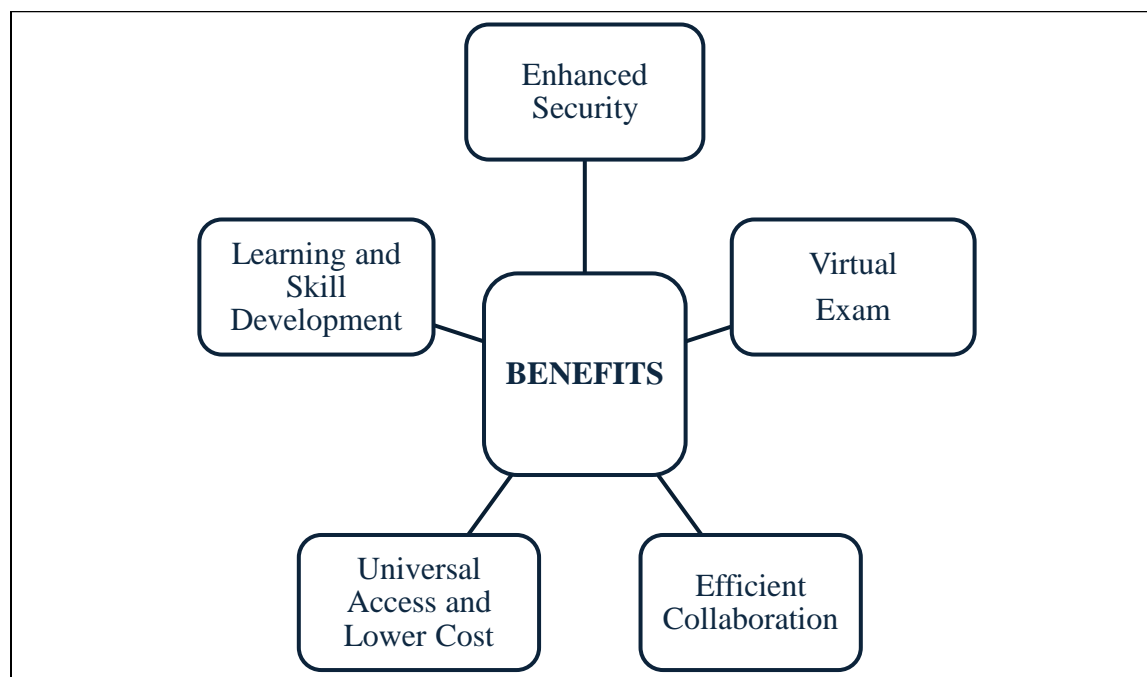 Enhanced
Security
Learning and
Skill
Development
Virtual
Exam
BENEFITS
Universal
Access and
Lower Cost
Efficient
Collaboration